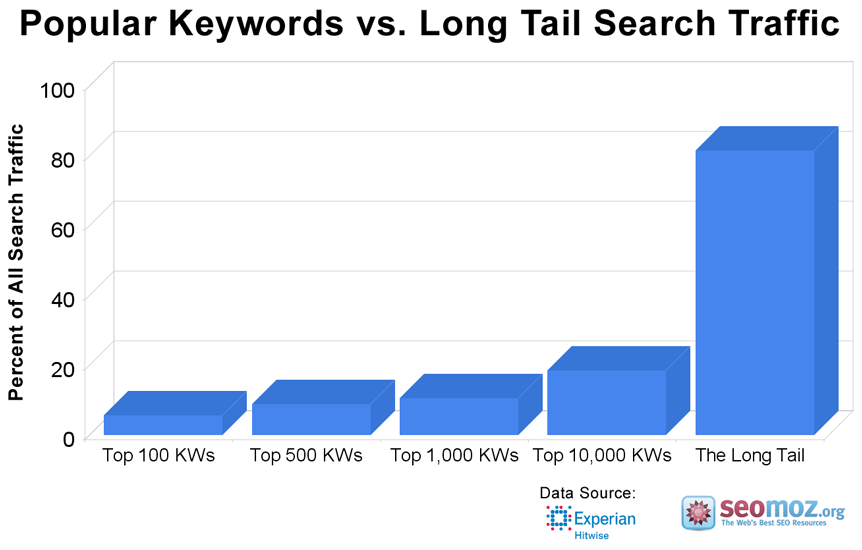 Popular Keywords vs. Long Tail Search Traffic
Percent of All Search Traffic
100
80
60
40
20
0
Top 100 KWs
Top 500 KWs
Top 1,000 KWs
Top 10,000 KWs
The Long Tail
Data Source:
Experian
Hitwise
SEO
seomoz.org
The Web's Best SEO Resources